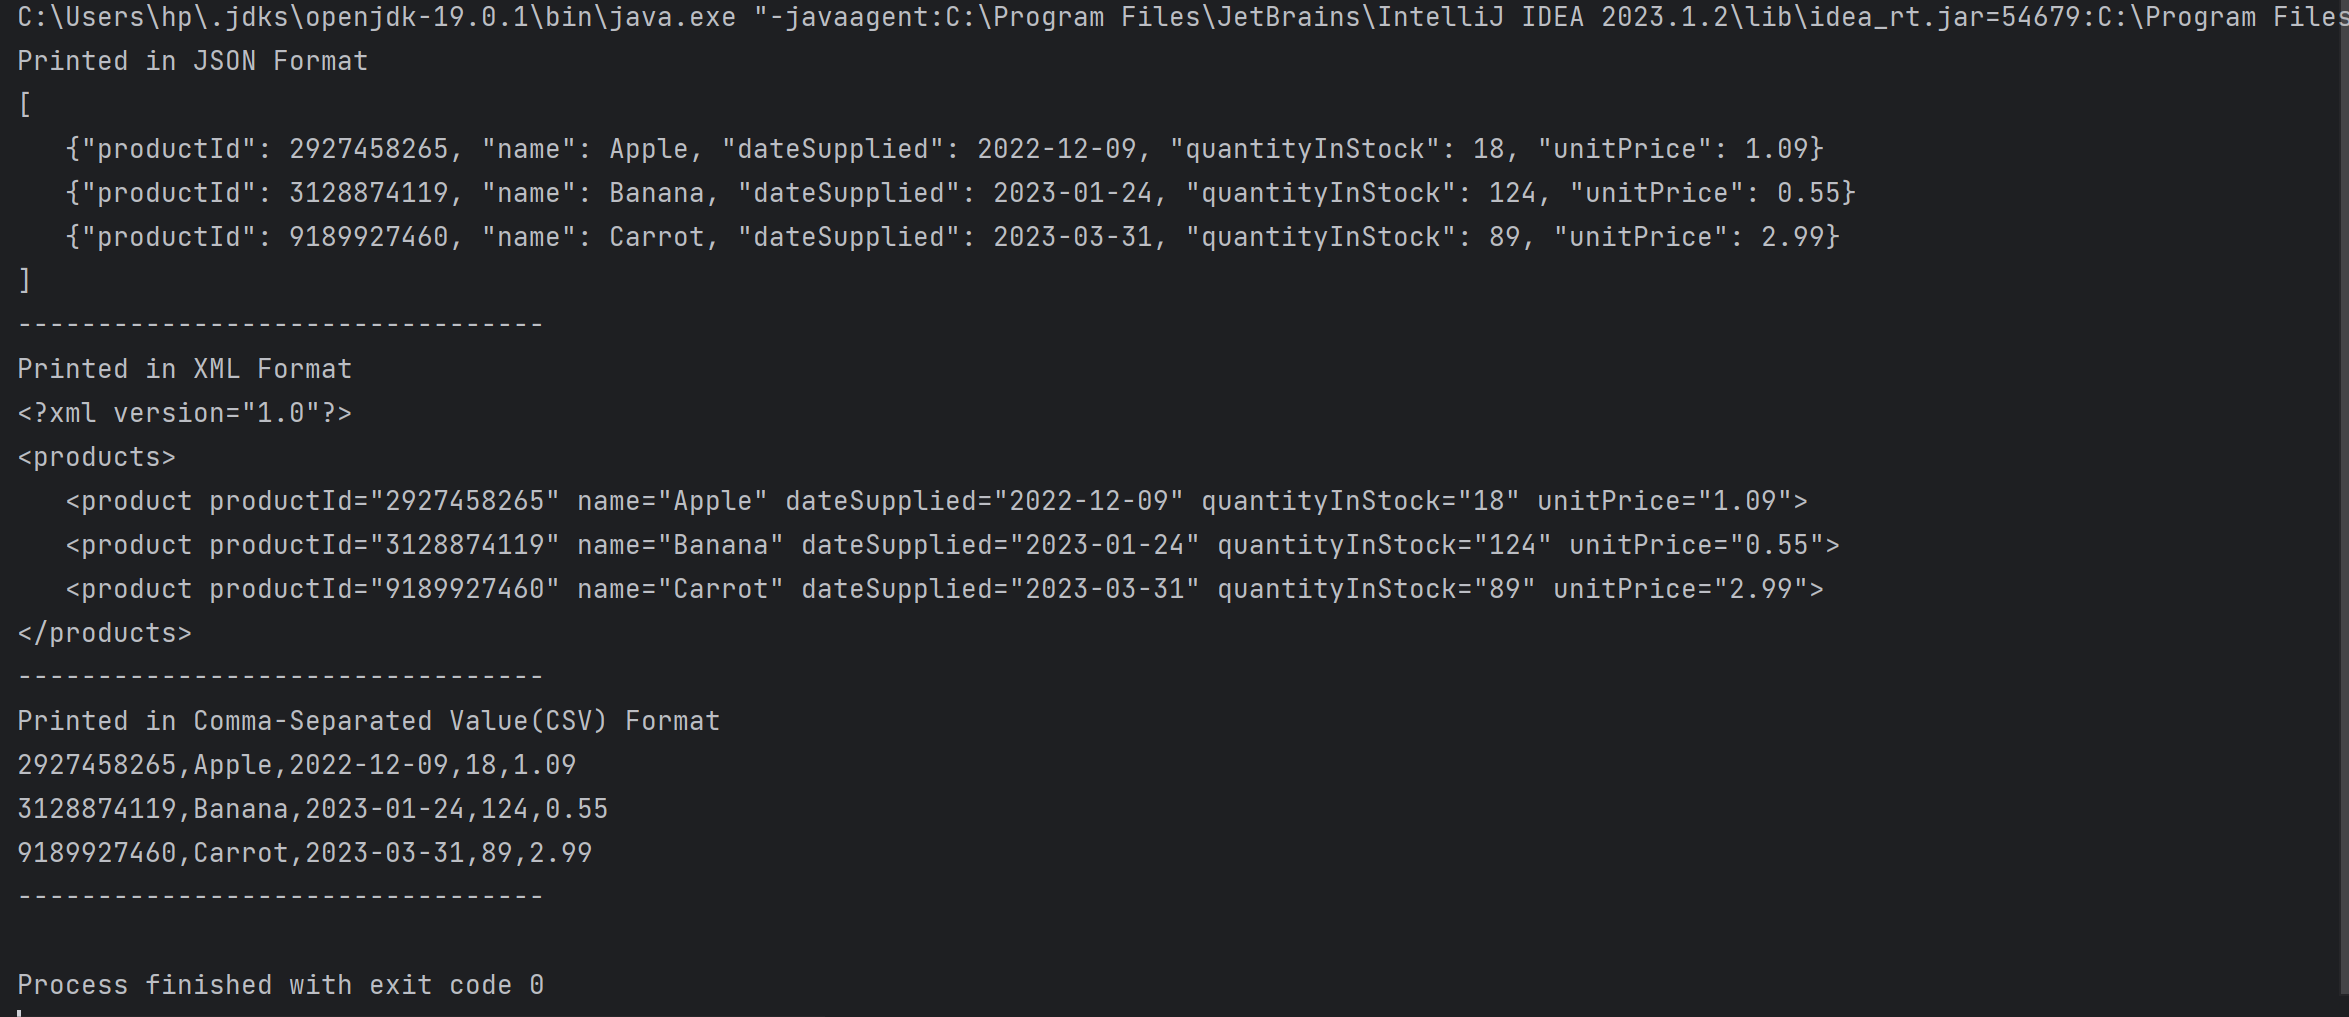 C:\Users\hp\.jdks\openjdk-19.0.1\bin\java.exe "-javaagent:C:\Program Files\JetBrains\IntelliJ IDEA 2023.1.2\lib\idea_rt.jar=54679:C:\Program Files
Printed in JSON Format
[
   {"productId": 2927458265, "name": Apple, "dateSupplied": 2022-12-09, "quantityInStock": 18, "unitPrice": 1.09}
   {"productId": 3128874119, "name": Banana, "dateSupplied": 2023-01-24, "quantityInStock": 124, "unitPrice": 0.55}
   {"productId": 9189927460, "name": Carrot, "dateSupplied": 2023-03-31, "quantityInStock": 89, "unitPrice": 2.99}
]
---------------------------------
Printed in XML Format
<?xml version="1.0"?>
<products>
   <product productId="2927458265" name="Apple" dateSupplied="2022-12-09" quantityInStock="18" unitPrice="1.09">
   <product productId="3128874119" name="Banana" dateSupplied="2023-01-24" quantityInStock="124" unitPrice="0.55">
   <product productId="9189927460" name="Carrot" dateSupplied="2023-03-31" quantityInStock="89" unitPrice="2.99">
</products>
---------------------------------
Printed in Comma-Separated Value(CSV) Format
2927458265,Apple,2022-12-09,18,1.09
3128874119,Banana,2023-01-24,124,0.55
9189927460,Carrot,2023-03-31,89,2.99
---------------------------------
Process finished with exit code 0